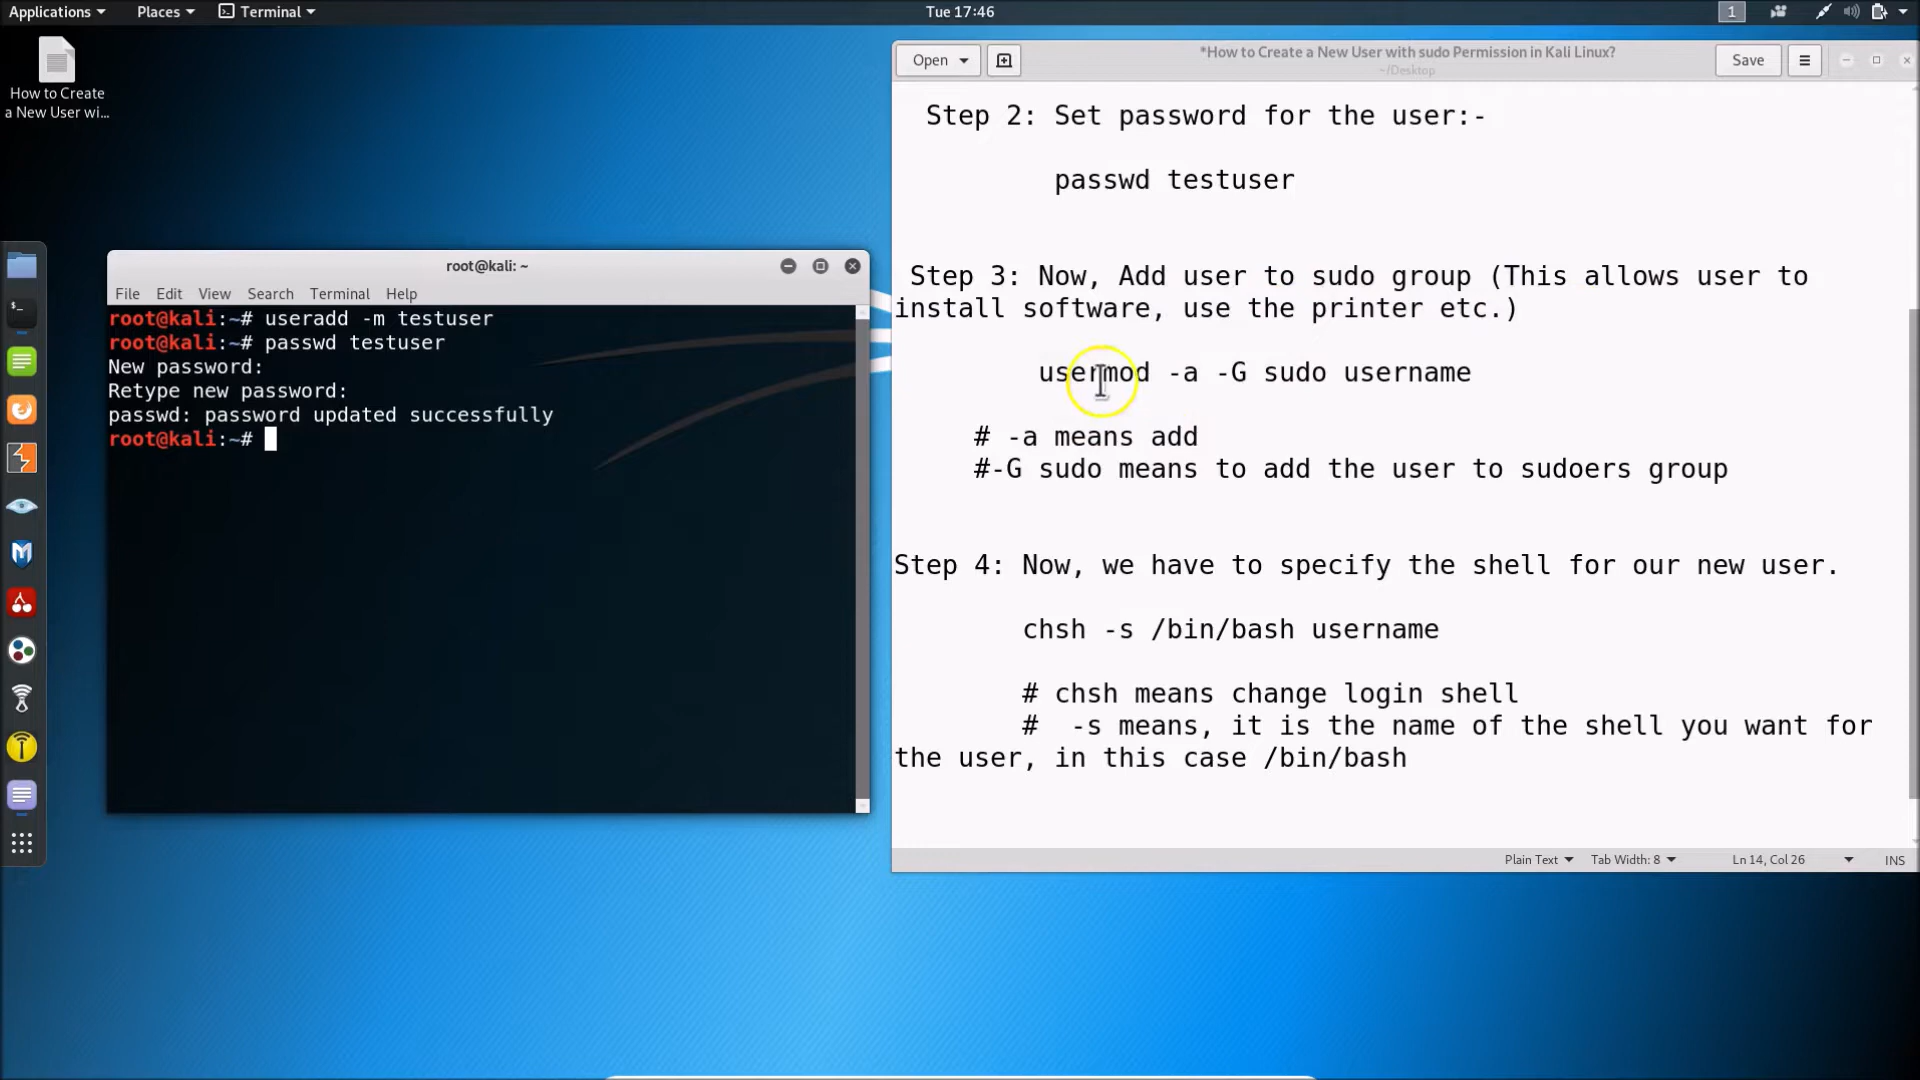 Applications
Places
Terminal
Tue 17:46
1
How to Create
a New User wi...
Open
*How to Create a New User with sudo Permission in Kali Linux?
~/Desktop
Save
root@kali: ~
File Edit View Search Terminal Help
root@kali:~# useradd -m testuser
root@kali:~# passwd testuser
New password:
Retype new password:
passwd: password updated successfully
root@kali:~#
Step 2: Set password for the user:-
passwd testuser
Step 3: Now, Add user to sudo group (This allows user to
install software, use the printer etc.)
usermod -a -G sudo username
# -a means add
#-G sudo means to add the user to sudoers group
Step 4: Now, we have to specify the shell for our new user.
chsh -s /bin/bash username
# chsh means change login shell
# -s means, it is the name of the shell you want for
the user, in this case /bin/bash
Plain Text
Tab Width: 8
Ln 14, Col 26
INS